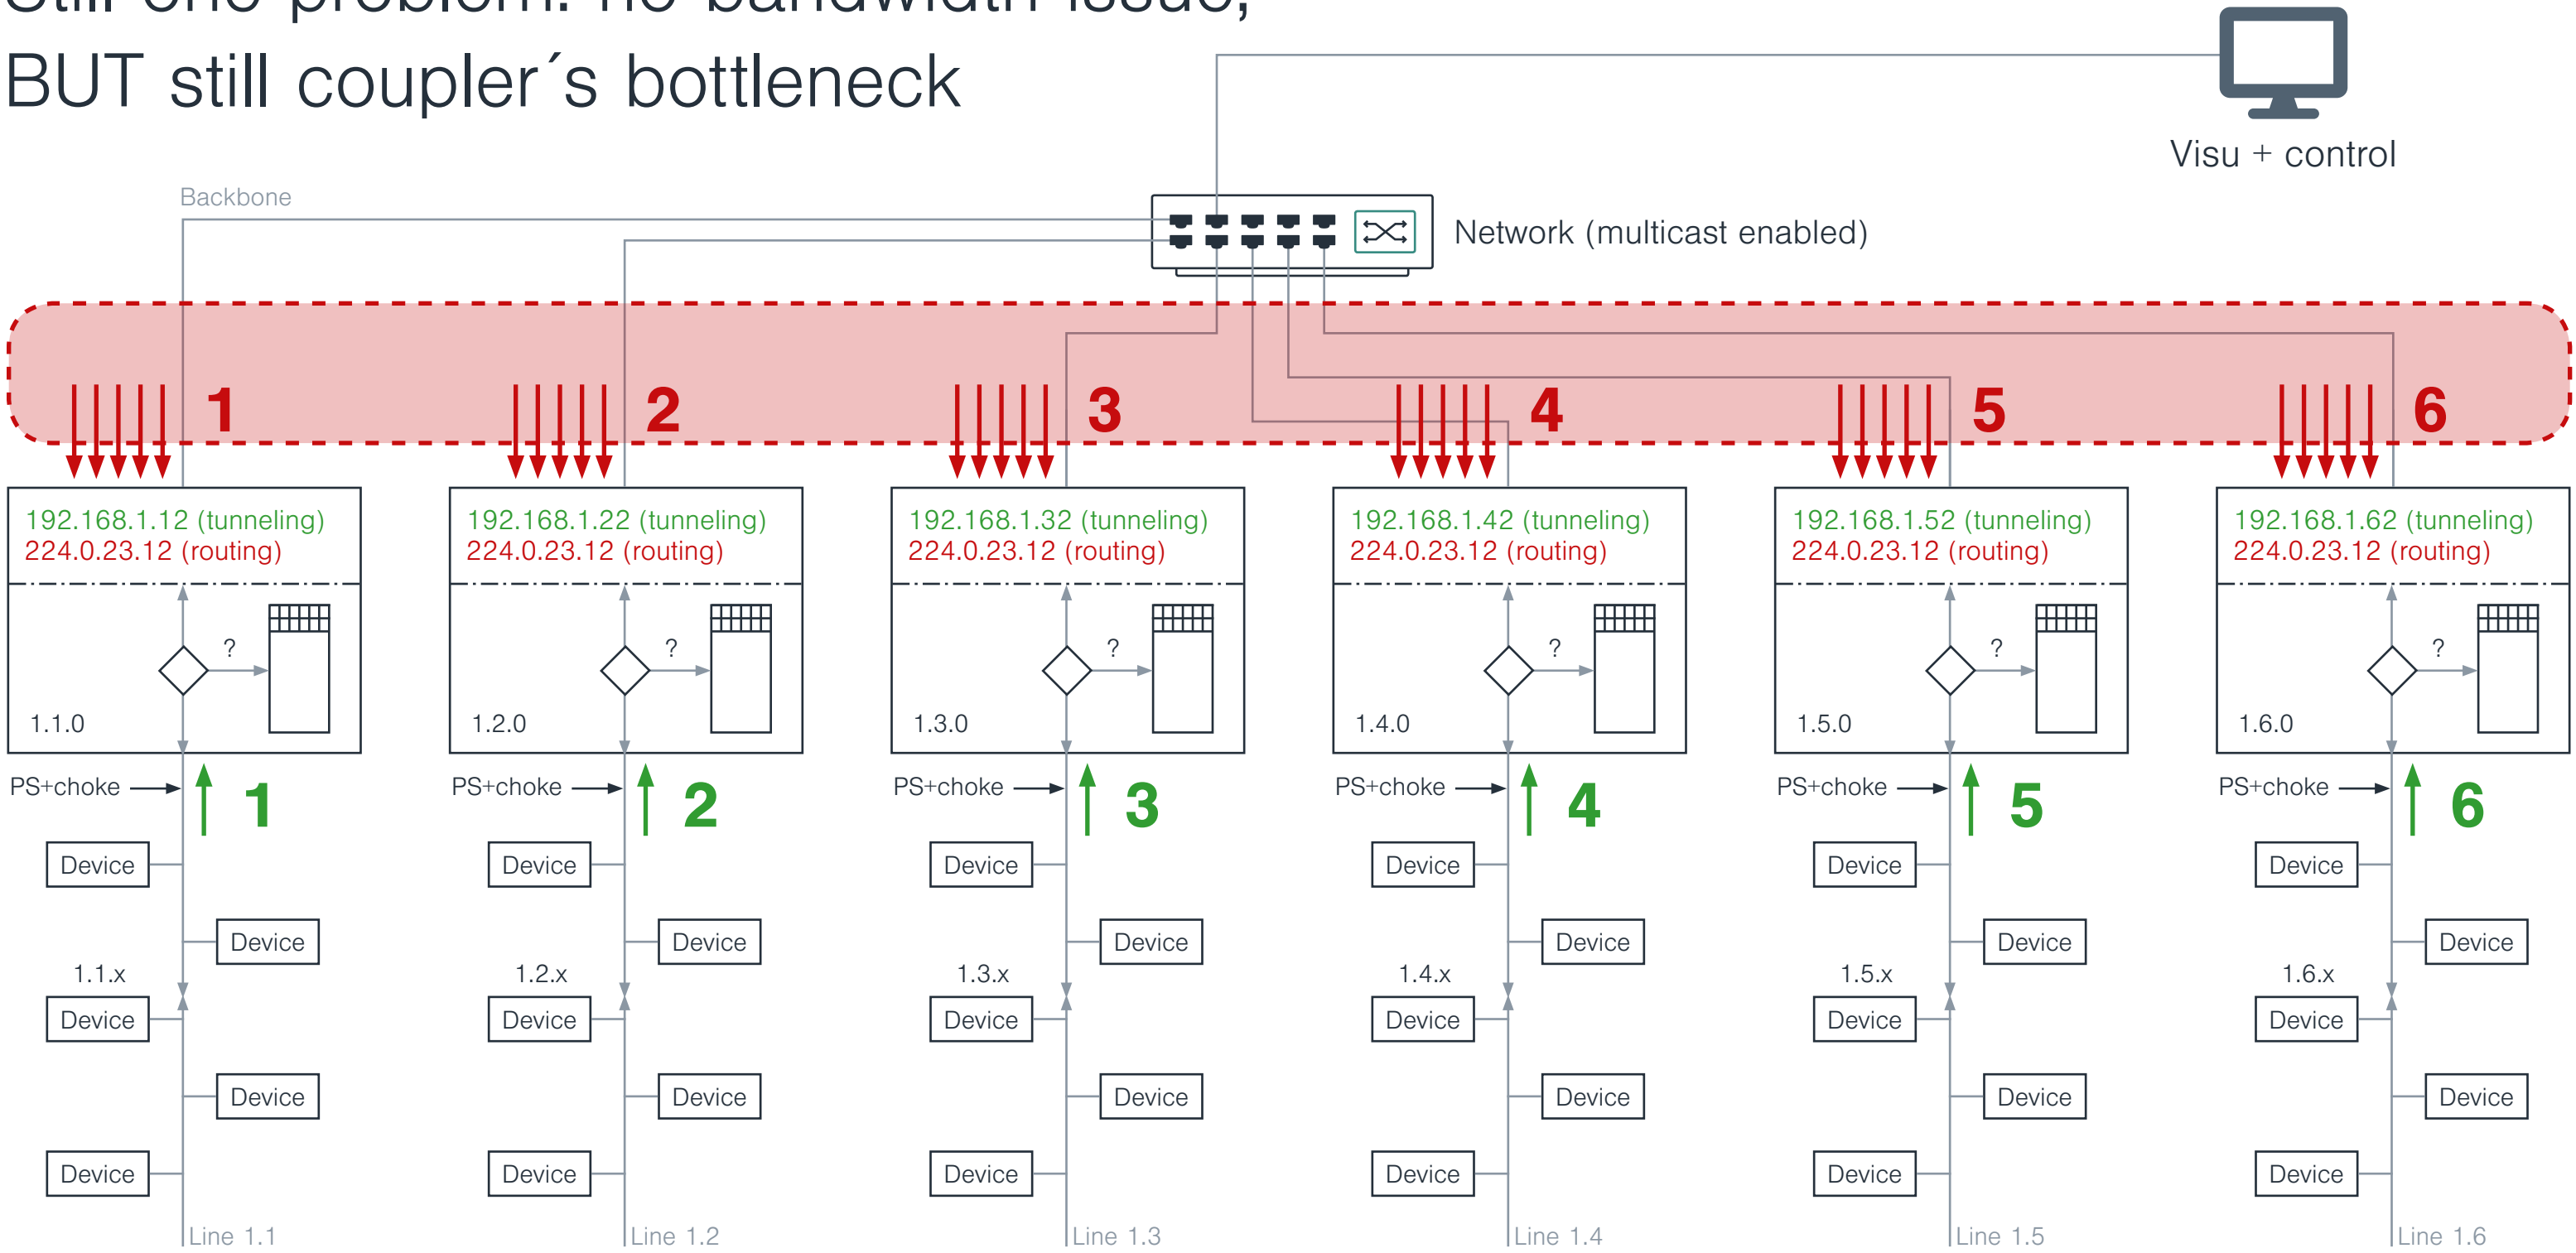 Still one problem: no bandwidth issue,
BUT still coupler´s bottleneck
Visu + control
Backbone
Network (multicast enabled)
1 2 3 4 5 6
192.168.1.12 (tunneling)
224.0.23.12 (routing)
?
1.1.0
192.168.1.22 (tunneling)
224.0.23.12 (routing)
?
1.2.0
192.168.1.32 (tunneling)
224.0.23.12 (routing)
?
1.3.0
192.168.1.42 (tunneling)
224.0.23.12 (routing)
?
1.4.0
192.168.1.52 (tunneling)
224.0.23.12 (routing)
?
1.5.0
192.168.1.62 (tunneling)
224.0.23.12 (routing)
?
1.6.0
PS+choke
1
Device
Device
1.1.x
Device
Device
Device
Line 1.1
PS+choke
2
Device
Device
1.2.x
Device
Device
Device
Line 1.2
PS+choke
3
Device
Device
1.3.x
Device
Device
Device
Line 1.3
PS+choke
4
Device
Device
1.4.x
Device
Device
Device
Line 1.4
PS+choke
5
Device
Device
1.5.x
Device
Device
Device
Line 1.5
PS+choke
6
Device
Device
1.6.x
Device
Device
Device
Line 1.6